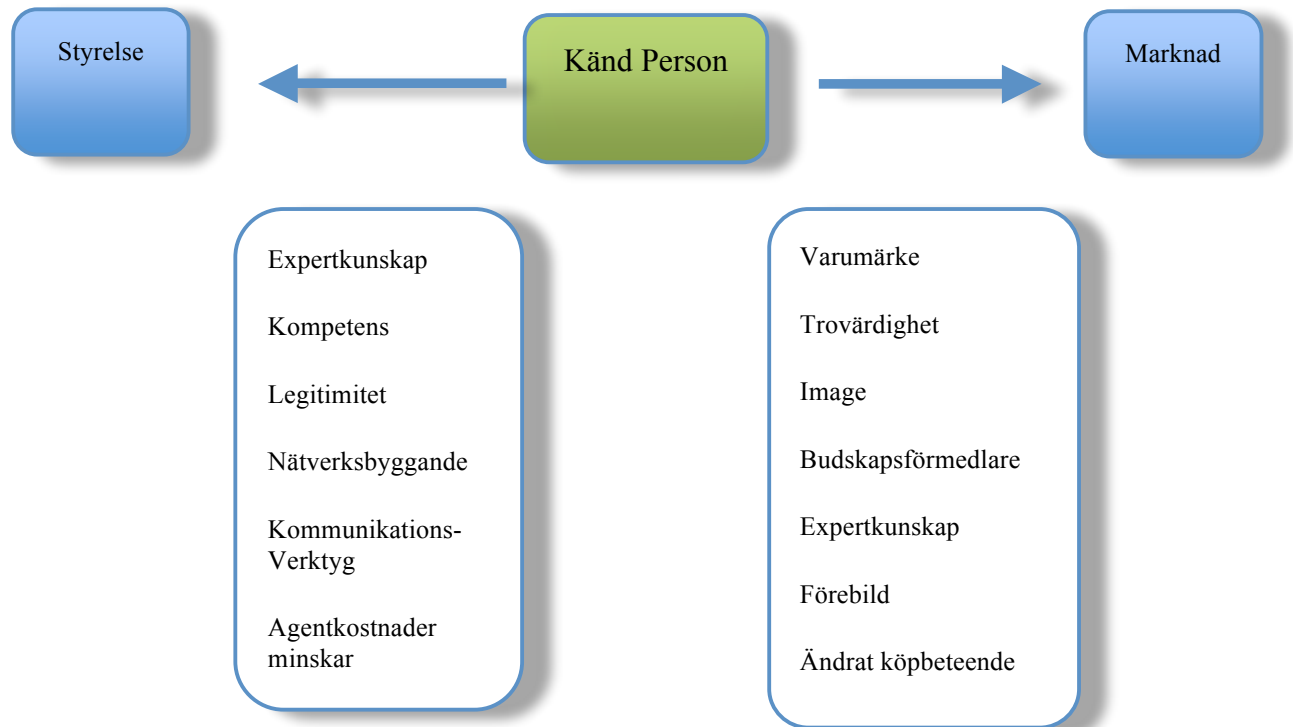 Styrelse
Känd Person
Marknad
Expertkunskap
Kompetens
Legitimitet
Nätverksbyggande
Kommunikations-
Verktyg
Agentkostnader
minskar
Varumärke
Trovärdighet
Image
Budskapsförmedlare
Expertkunskap
Förebild
Ändrat köpbeteende